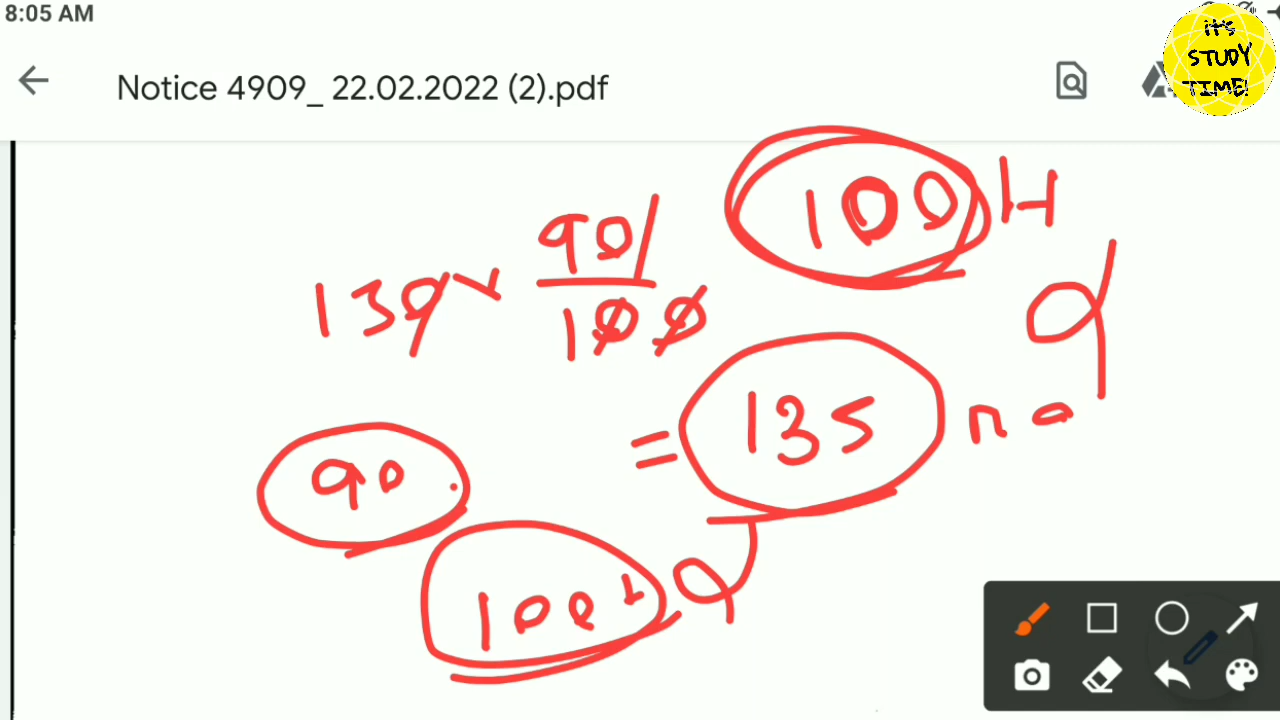 8:05 AM
Notice 4909_ 22.02.2022 (2).pdf
IT'S
STUDY
TIME!
100
90
130 ×
100
= 135
90
100+